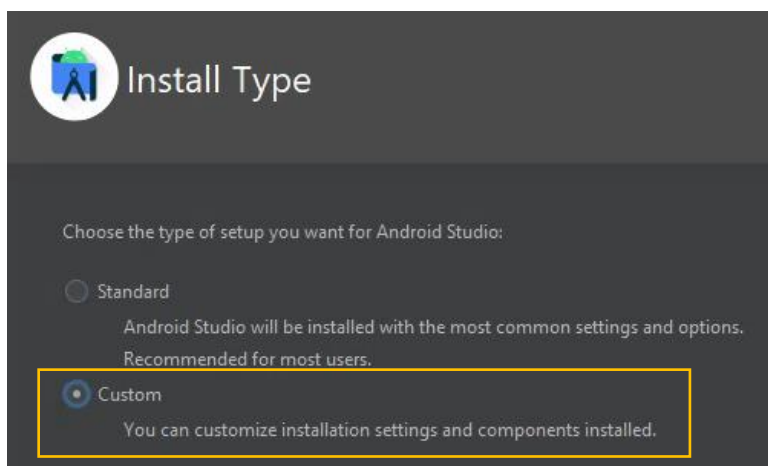 Install Type
Choose the type of setup you want for Android Studio:
Standard
Android Studio will be installed with the most common settings and options.
Recommended for most users.
Custom
You can customize installation settings and components installed.